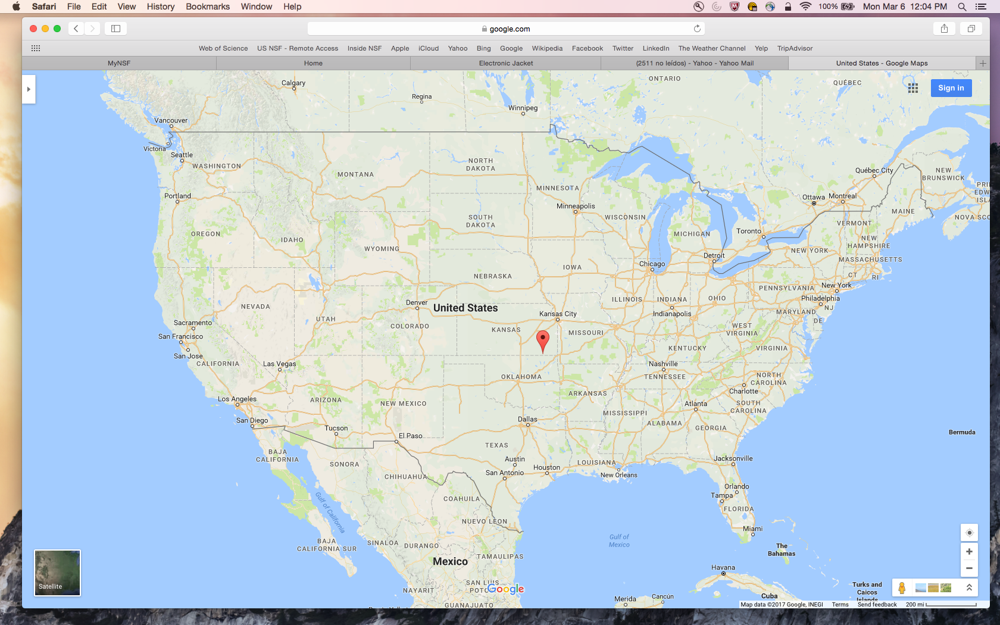 Safari File Edit View History Bookmarks Window Help 100% Mon Mar 6 12:04 PM
google.com
Web of Science US NSF - Remote Access Inside NSF Apple iCloud Yahoo Bing Google Wikipedia Facebook Twitter LinkedIn The Weather Channel Yelp TripAdvisor
MyNSF Home Electronic Jacket (2511 no leídos) - Yahoo - Yahoo Mail United States - Google Maps
Sign in
ONTARIO
QUÉBEC
Calgary
Regina
Winnipeg
Vancouver
Victoria
Seattle
WASHINGTON
NORTH
DAKOTA
MONTANA
Québec City
NEW
BRUNSWICK
MINNESOTA
Portland
Ottawa
Montreal
Minneapolis
MAINE
WISCONSIN
SOUTH
DAKOTA
NOVA SCO
VERMONT
OREGON
IDAHO
MICHIGAN
Toronto
NEW
HAMPSHIRE
WYOMING
NEW YORK
Detroit
MASSACHUSETTS
Chicago
IOWA
NEBRASKA
CT
RI
PENNSYLVANIA
New York
ILLINOIS
INDIANA
OHIO
Philadelphia
NEVADA
Denver
United States
NJ
MARYLAND
Kansas City
Indianapolis
UTAH
DE
Sacramento
COLORADO
KANSAS
MISSOURI
WEST
VIRGINIA
San Francisco
KENTUCKY
VIRGINIA
San Jose
CALIFORNIA
Las Vegas
Nashville
OKLAHOMA
TENNESSEE
NORTH
CAROLINA
ARKANSAS
Charlotte
Los Angeles
ARIZONA
NEW MEXICO
Atlanta
SOUTH
CAROLINA
MISSISSIPPI
San Diego
Dallas
ALABAMA
GEORGIA
Tucson
Bermuda
El Paso
TEXAS
BAJA
CALIFORNIA
Austin
Jacksonville
SONORA
LOUISIANA
Houston
San Antonio
New Orleans
CHIHUAHUA
Orlando
Tampa
COAHUILA
Gulf of California
FLORIDA
NUEVO LEON
Miami
Gulf of
Mexico
BAJA
CALIFORNIA SUR
SINALOA
DURANGO
The
Bahamas
TAMAULIPAS
Mexico
Havana
SAN LUIS
POTO
Google
Satellite
NAYARIT
Turks and
Caicos
Islands
Cuba
Merida
Cancún
GUANAJUATO
Map data ©2017 Google, INEGI Terms Send feedback 200 mi